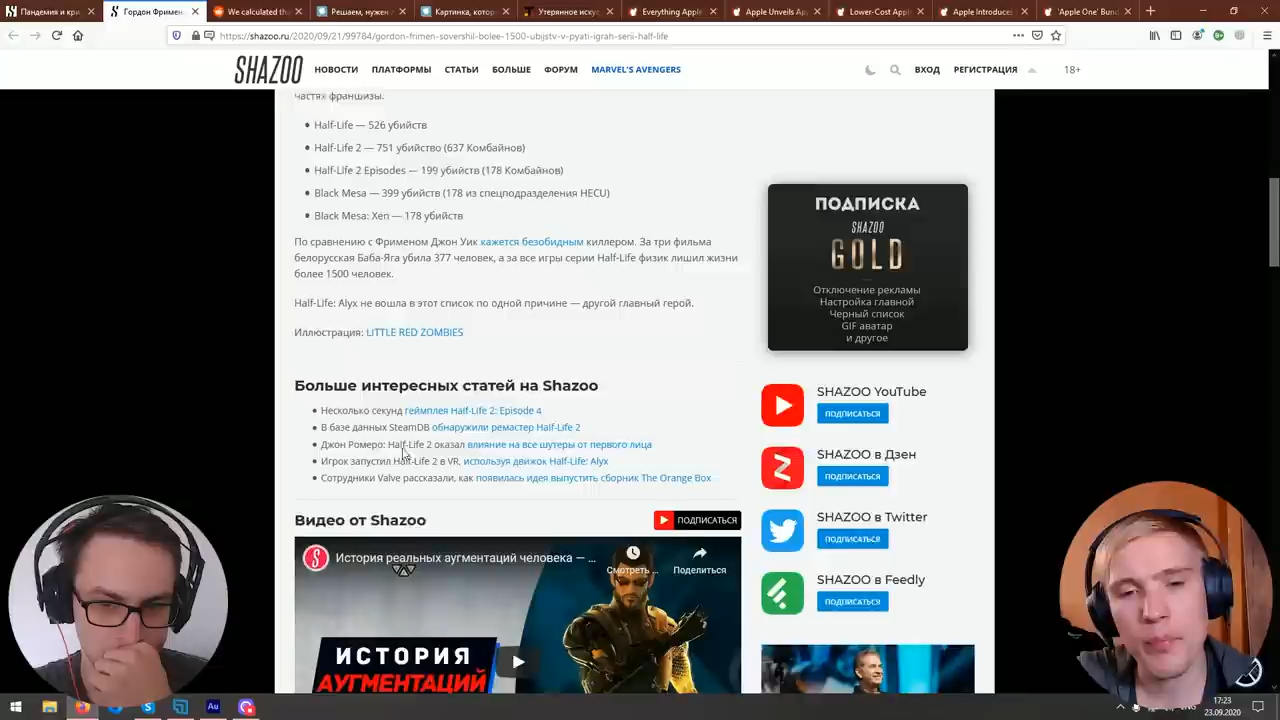 Пандемия и кри
Гордон Фримен
We calculated tha
Решаем, нужен
Картинка, котор
Утерянное искус
Everything Apple
Apple Unveils Ap
Lower-Cost Apple
Apple Introduces
'Apple One' Bund
https://shazoo.ru/2020/09/21/99784/gordon-frimen-sovershil-bolee-1500-ubijstv-v-pyati-igrah-serii-half-life
SHAZOO
НОВОСТИ
ПЛАТФОРМЫ
СТАТЬИ
БОЛЬШЕ
ФОРУМ
MARVEL'S AVENGERS
ВХОД
РЕГИСТРАЦИЯ
18+
частях франшизы.
Half-Life — 526 убийств
Half-Life 2 — 751 убийство (637 Комбайнов)
Half-Life 2 Episodes — 199 убийств (178 Комбайнов)
Black Mesa — 399 убийств (178 из спецподразделения HECU)
Black Mesa: Xen — 178 убийств
По сравнению с Фрименом Джон Уик кажется безобидным киллером. За три фильма
белорусская Баба-Яга убила 377 человек, а за все игры серии Half-Life физик лишил жизни
более 1500 человек.
Half-Life: Alyx не вошла в этот список по одной причине — другой главный герой.
Иллюстрация: LITTLE RED ZOMBIES
Больше интересных статей на Shazoo
Несколько секунд геймплея Half-Life 2: Episode 4
В базе данных SteamDB обнаружили ремастер Half-Life 2
Джон Ромеро: Half-Life 2 оказал влияние на все шутеры от первого лица
Игрок запустил Half-Life 2 в VR, используя движок Half-Life: Alyx
Сотрудники Valve рассказали, как появилась идея выпустить сборник The Orange Box
Видео от Shazoo
ПОДПИСАТЬСЯ
История реальных аугментаций человека — ...
Смотреть ...
Поделиться
ИСТОРИЯ
АУГМЕНТАЦИЙ
ПОДПИСКА
SHAZOO
GOLD
Отключение рекламы
Настройка главной
Черный список
GIF аватар
и другое
SHAZOO YouTube
ПОДПИСАТЬСЯ
SHAZOO в Дзен
ПОДПИСАТЬСЯ
SHAZOO в Twitter
ПОДПИСАТЬСЯ
SHAZOO в Feedly
ПОДПИСАТЬСЯ
17:23
23.09.2020